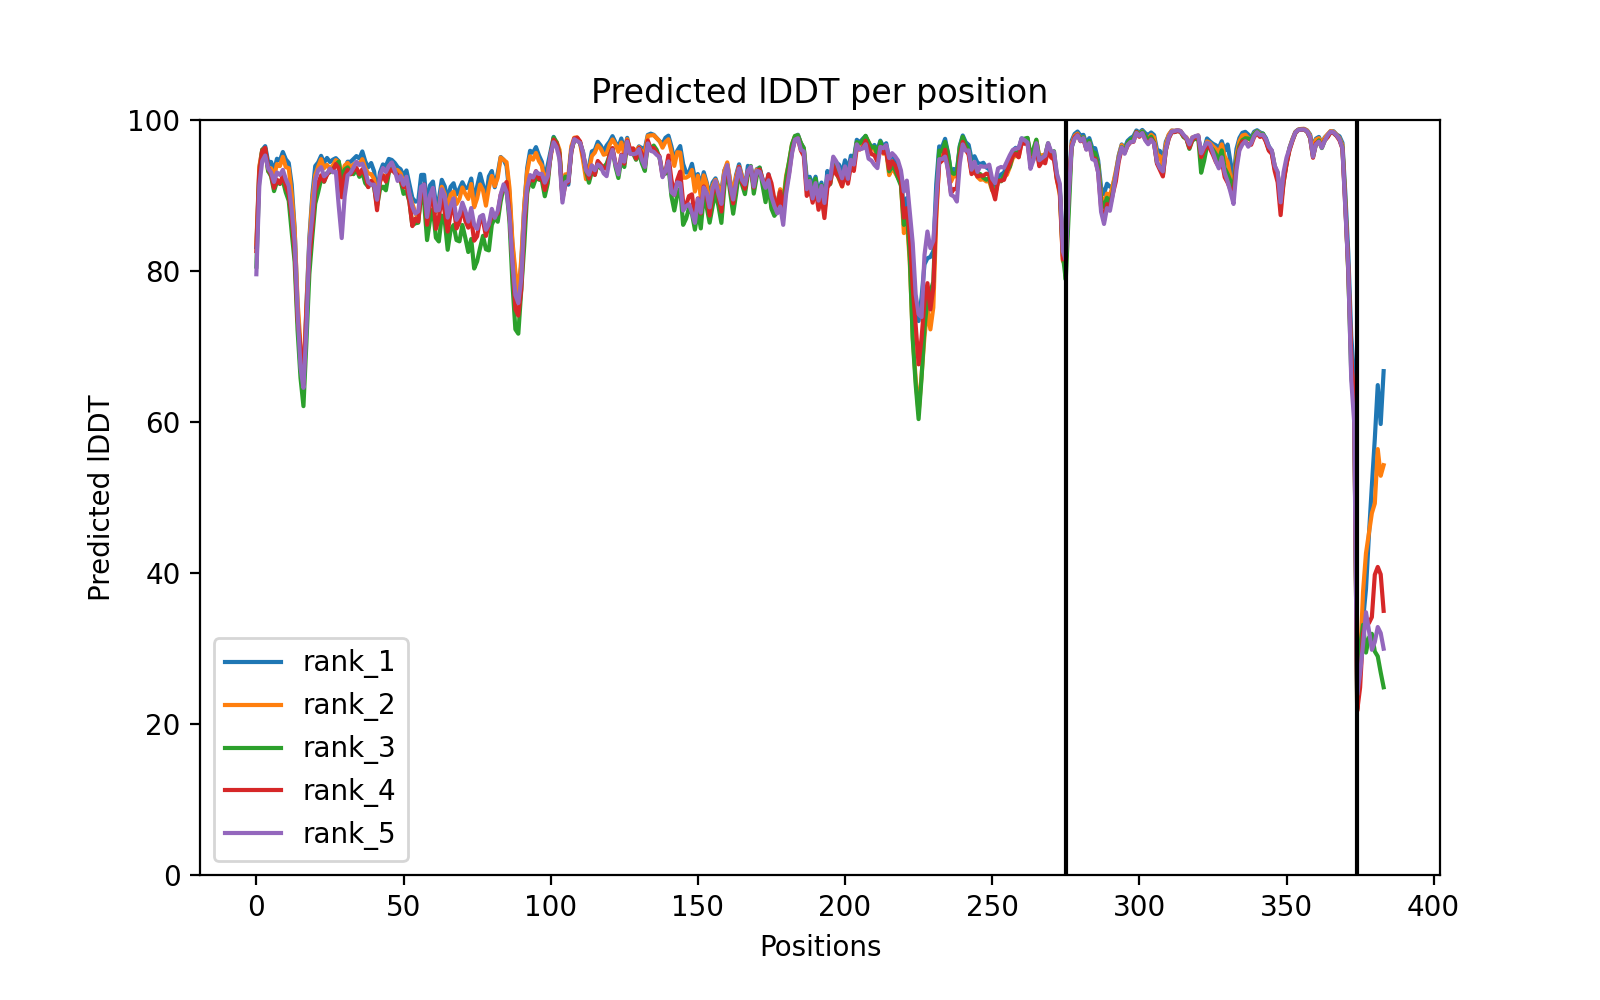 Predicted lDDT per position
100
80
60
40
20
0
Predicted lDDT
rank_1
rank_2
rank_3
rank_4
rank_5
0 50 100 150 200 250 300 350 400
Positions